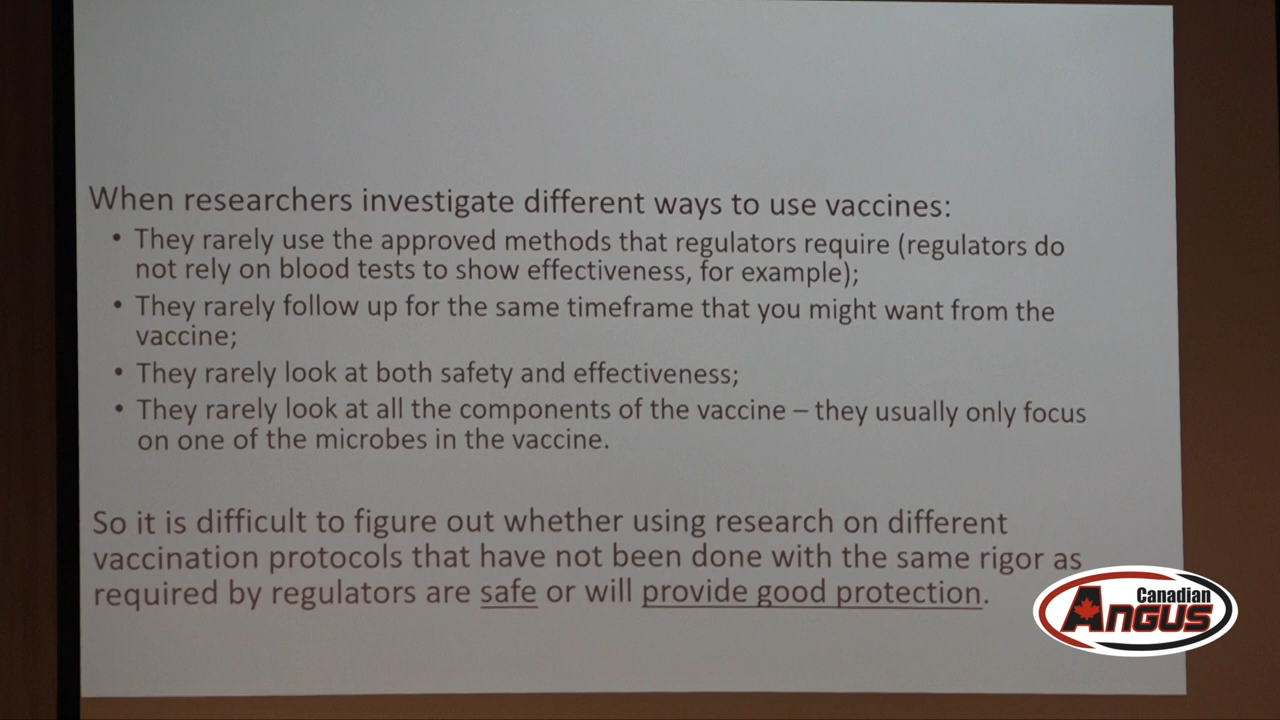 When researchers investigate different ways to use vaccines:
• They rarely use the approved methods that regulators require (regulators do
not rely on blood tests to show effectiveness, for example);
• They rarely follow up for the same timeframe that you might want from the
vaccine;
• They rarely look at both safety and effectiveness;
• They rarely look at all the components of the vaccine – they usually only focus
on one of the microbes in the vaccine.
So it is difficult to figure out whether using research on different
vaccination protocols that have not been done with the same rigor as
required by regulators are safe or will provide good protection.
Canadian
ANGUS